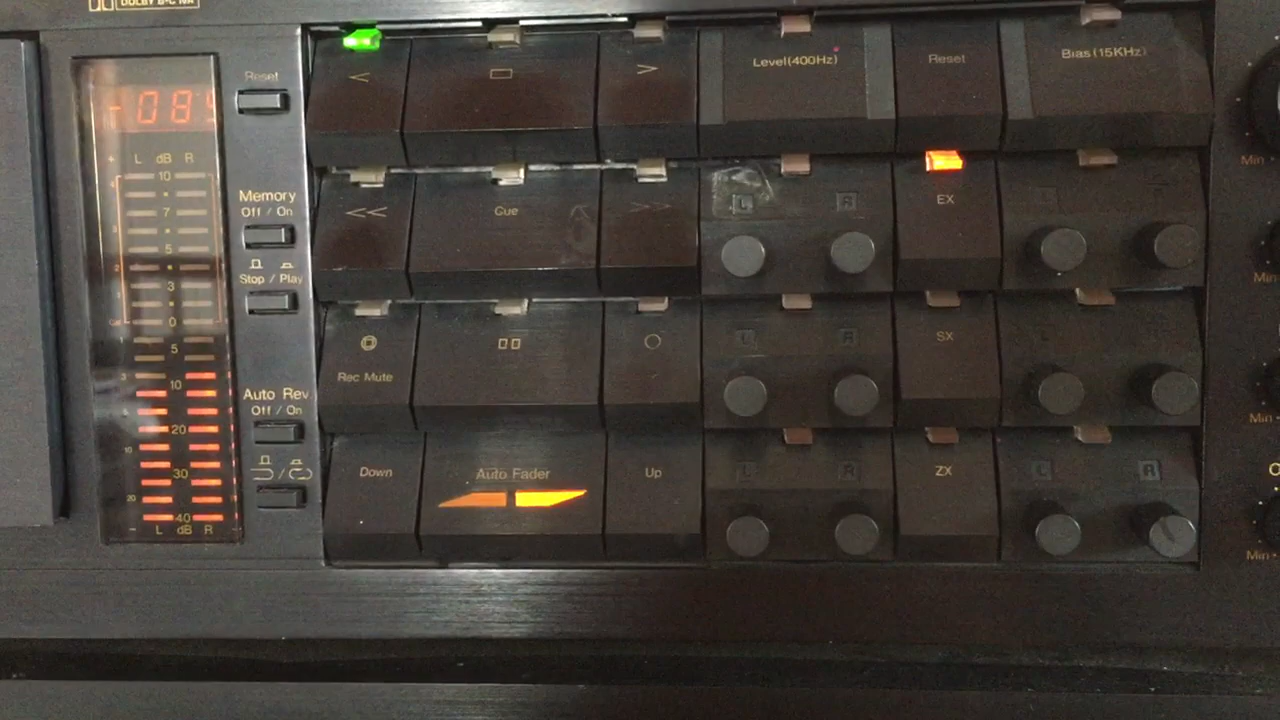 DOLBY B-C NR
-08
Reset
+ L dB R
10
7
5
3
0
5
10
20
30
40
- L dB R
Memory
Off / On
Stop / Play
Auto Rev.
Off / On
<
>
Level(400Hz)
Reset
Bias(15KHz)
<<
Cue
>>
L
R
EX
L
Rec Mute
L
R
SX
L
Down
Auto Fader
Up
L
R
ZX
L
R
Min
Min
Min
Min